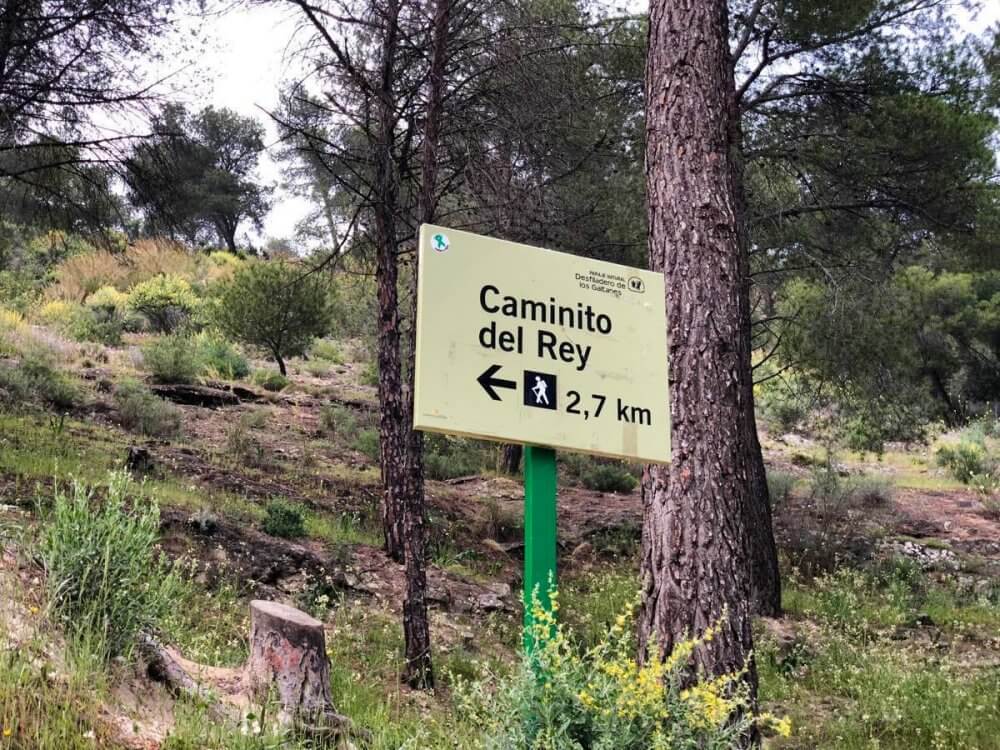 PARAJE NATURAL
Desfiladero de
los Gaitanes
Caminito
del Rey
2,7 km